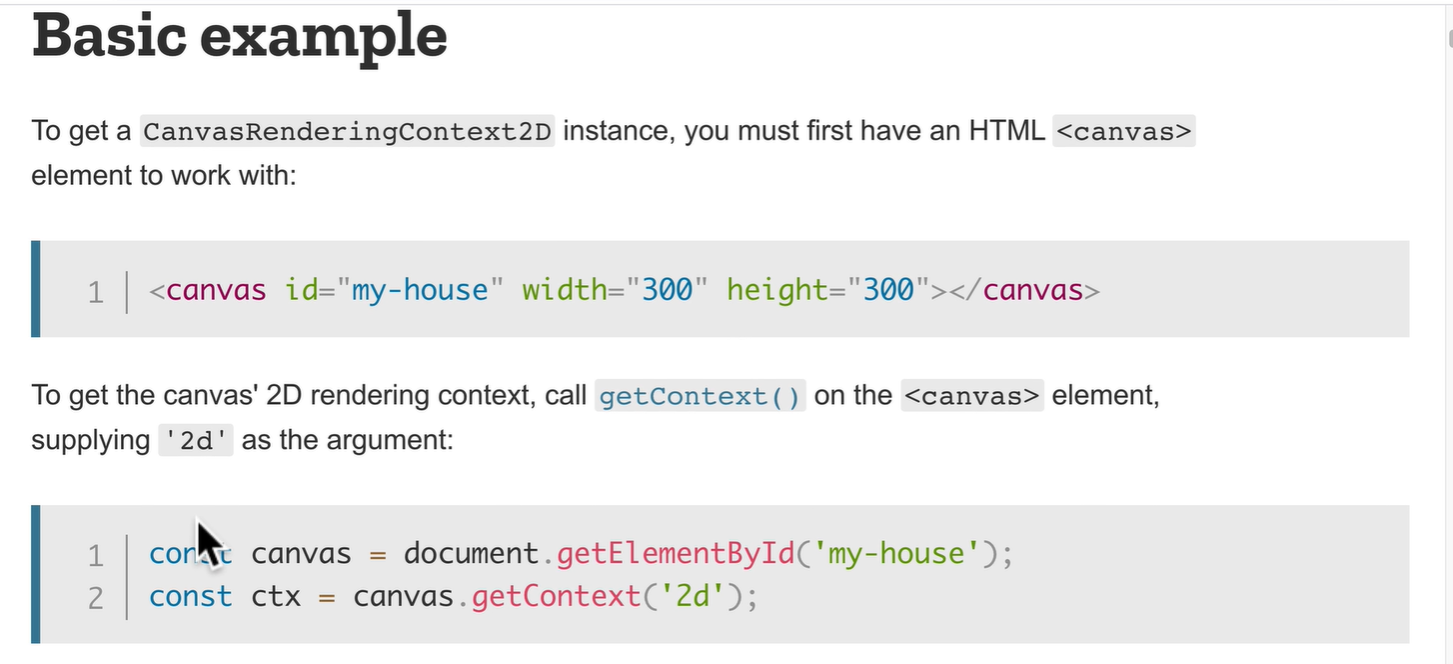 Basic example
To get a CanvasRenderingContext2D instance, you must first have an HTML <canvas>
element to work with:
1 <canvas id="my-house" width="300" height="300"></canvas>
To get the canvas' 2D rendering context, call getContext() on the <canvas> element,
supplying '2d' as the argument:
1 const canvas = document.getElementById('my-house');
2 const ctx = canvas.getContext('2d');